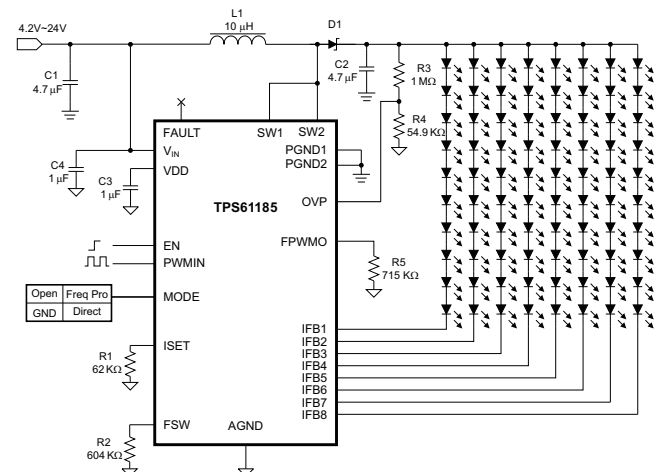 L1
10 µH
D1
4.2V~24V
C1
4.7 µF
C2
4.7 µF
R3
1 MΩ
R4
54.9 KΩ
FAULT
SW1
SW2
C4
1 µF
C3
1 µF
VIN
VDD
PGND1
PGND2
TPS61185
OVP
EN
PWMIN
FPWMO
R5
715 KΩ
Open
Freq Pro
GND
Direct
MODE
ISET
R1
62 KΩ
IFB1
IFB2
IFB3
IFB4
IFB5
IFB6
IFB7
IFB8
FSW
AGND
R2
604 KΩ